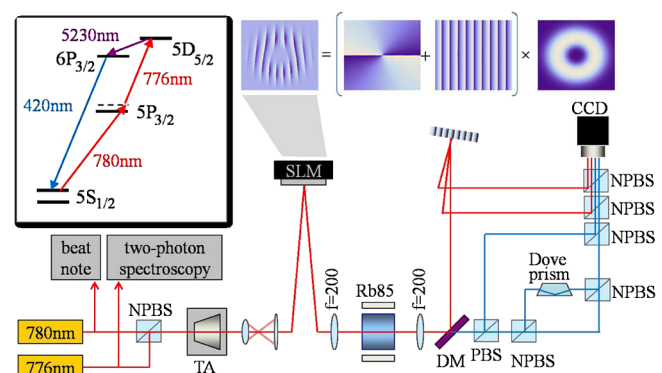 5230nm
6P3/2
5D5/2
776nm
420nm
5P3/2
780nm
5S1/2
=
+
×
CCD
SLM
NPBS
NPBS
NPBS
beat
note
two-photon
spectroscopy
NPBS
f=200
Rb85
f=200
Dove
prism
NPBS
780nm
776nm
TA
DM
PBS
NPBS